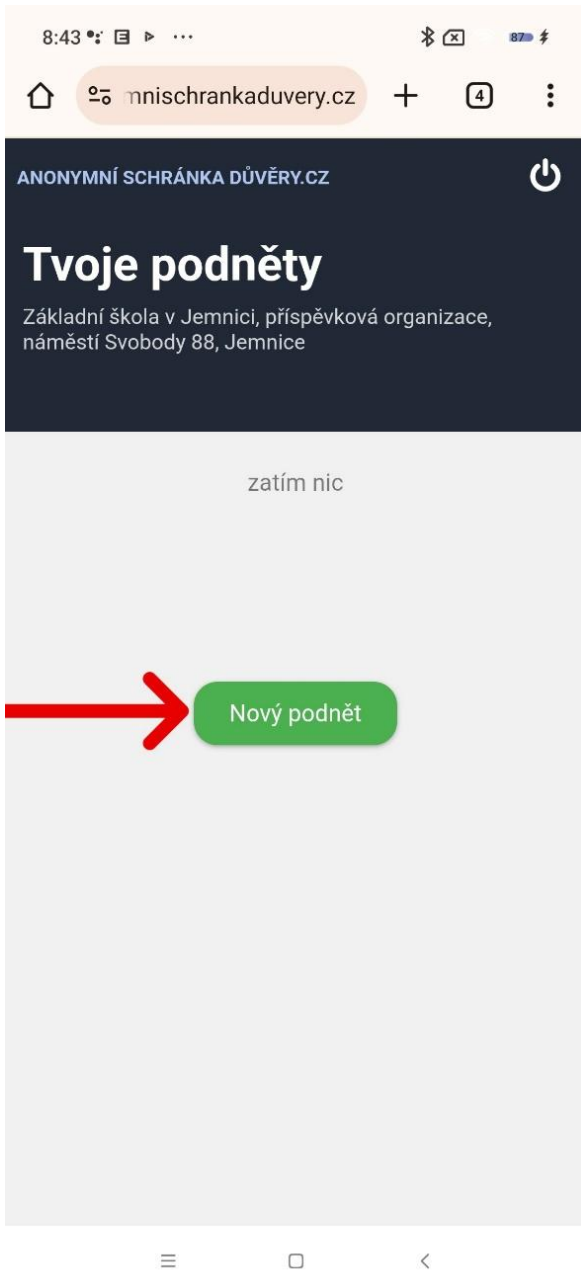 8:43
87
mnischrankaduvery.cz
4
ANONYMNÍ SCHRÁNKA DŮVĚRY.CZ
Tvoje podněty
Základní škola v Jemnici, příspěvková organizace,
náměstí Svobody 88, Jemnice
zatím nic
Nový podnět